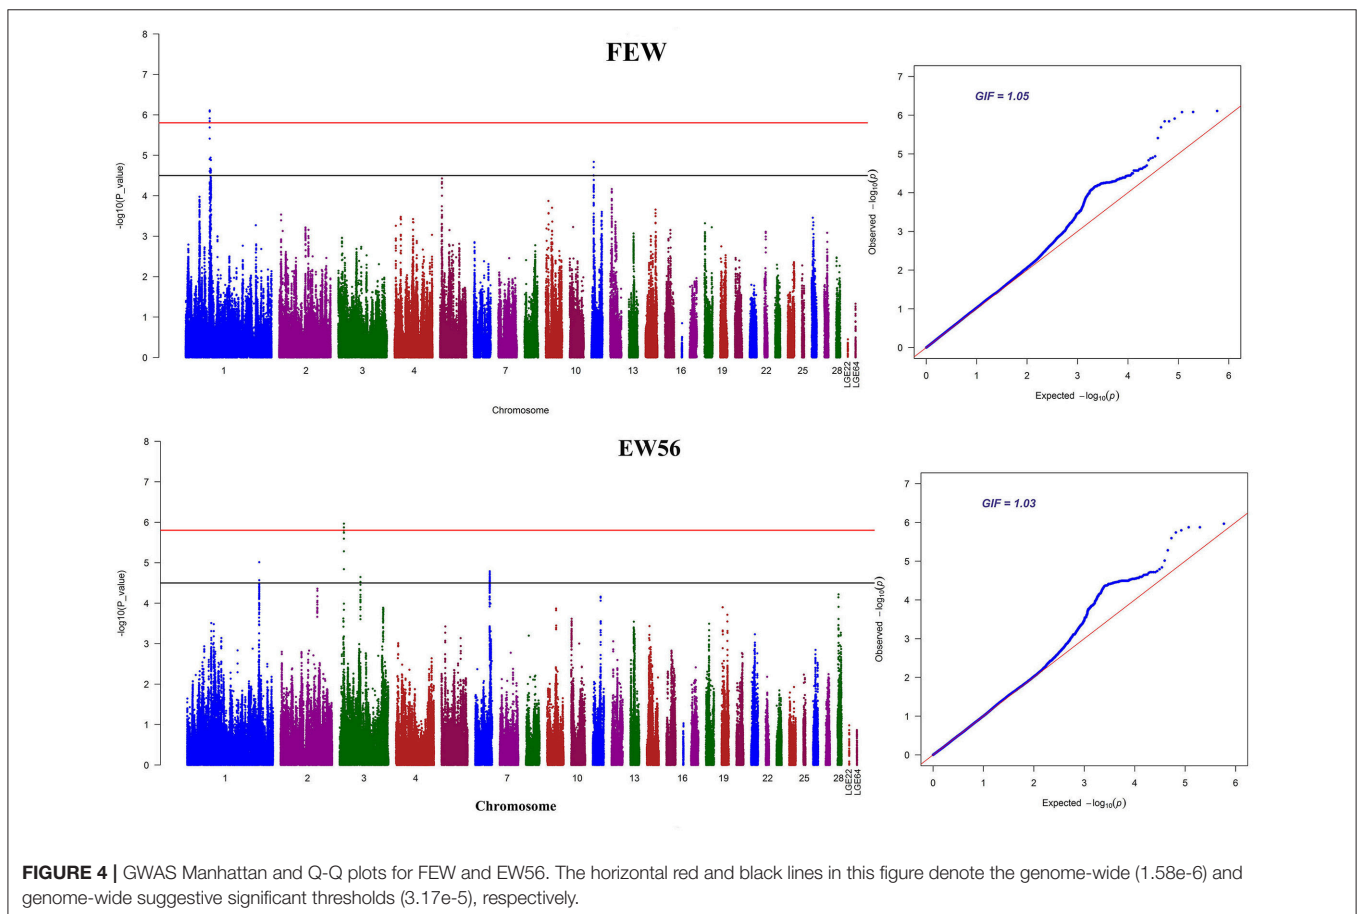 FEW
8
7
6
5
4
3
2
1
0
-log10(P_value)
1 2 3 4 7 10 13 16 19 22 25 28 LGE22 LGE64
Chromosome
GIF = 1.05
7
6
5
4
3
2
1
0
Observed −log10(p)
0 1 2 3 4 5 6
Expected −log10(p)
EW56
8
7
6
5
4
3
2
1
0
-log10(P_value)
1 2 3 4 7 10 13 16 19 22 25 28 LGE22 LGE64
Chromosome
GIF = 1.03
7
6
5
4
3
2
1
0
Observed −log10(p)
0 1 2 3 4 5 6
Expected −log10(p)
FIGURE 4 | GWAS Manhattan and Q-Q plots for FEW and EW56. The horizontal red and black lines in this figure denote the genome-wide (1.58e-6) and
genome-wide suggestive significant thresholds (3.17e-5), respectively.